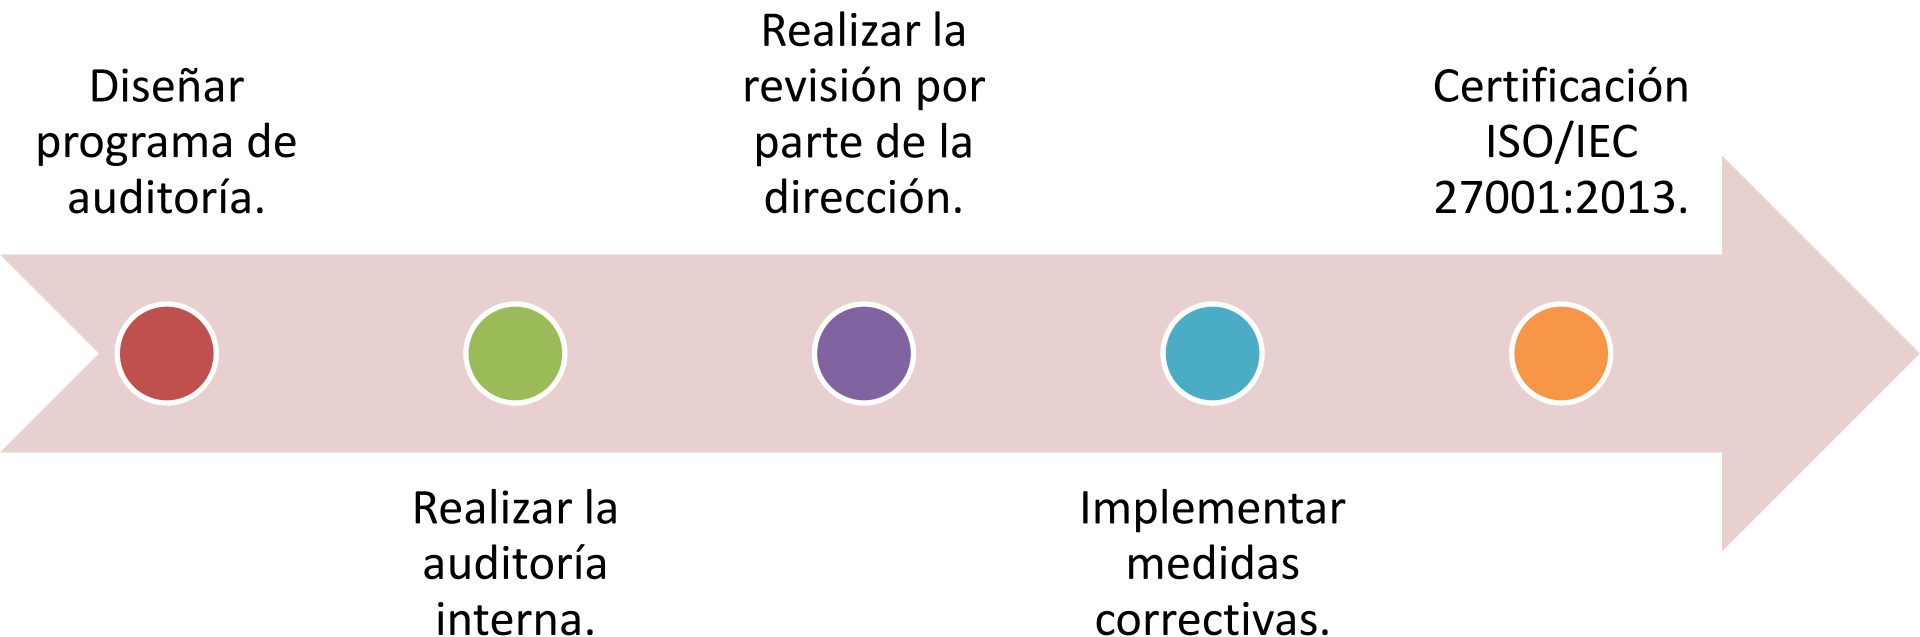 Diseñar
programa de
auditoría.
Realizar la
auditoría
interna.
Realizar la
revisión por
parte de la
dirección.
Implementar
medidas
correctivas.
Certificación
ISO/IEC
27001:2013.